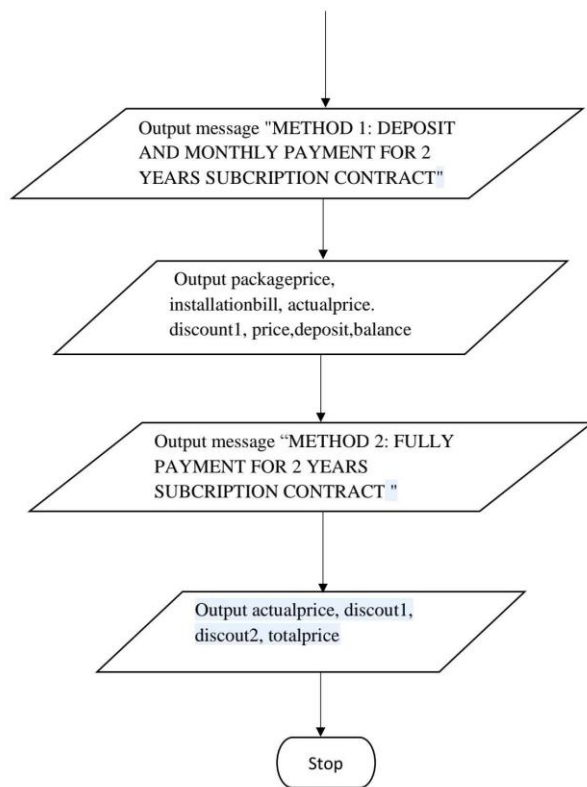 Output message "METHOD 1: DEPOSIT
AND MONTHLY PAYMENT FOR 2
YEARS SUBCRIPTION CONTRACT"
Output packageprice,
installationbill, actualprice.
discount1, price,deposit,balance
Output message “METHOD 2: FULLY
PAYMENT FOR 2 YEARS
SUBCRIPTION CONTRACT "
Output actualprice, discout1,
discout2, totalprice
Stop